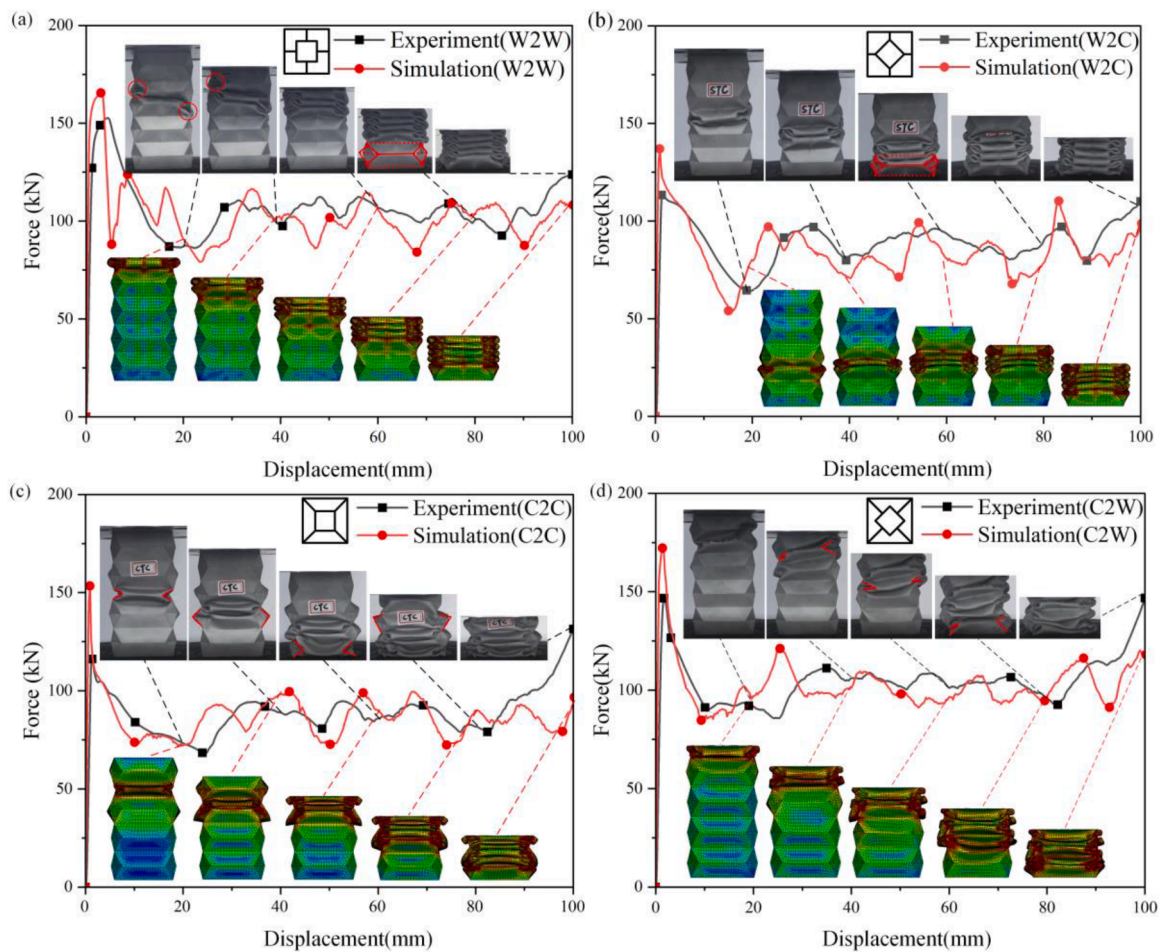 (a)
200
150
100
50
0
Force (kN)
Experiment(W2W)
Simulation(W2W)
0 20 40 60 80 100
Displacement(mm)
(b)
200
150
100
50
0
Force(kN)
Experiment(W2C)
Simulation(W2C)
STC
STC
STC
0 20 40 60 80 100
Displacement(mm)
(c)
200
150
100
50
0
Force (kN)
Experiment(C2C)
Simulation(C2C)
CTC
CTC
CTC
CTC
CTC
0 20 40 60 80 100
Displacement(mm)
(d)
200
150
100
50
0
Force(kN)
Experiment(C2W)
Simulation(C2W)
0 20 40 60 80 100
Displacement(mm)